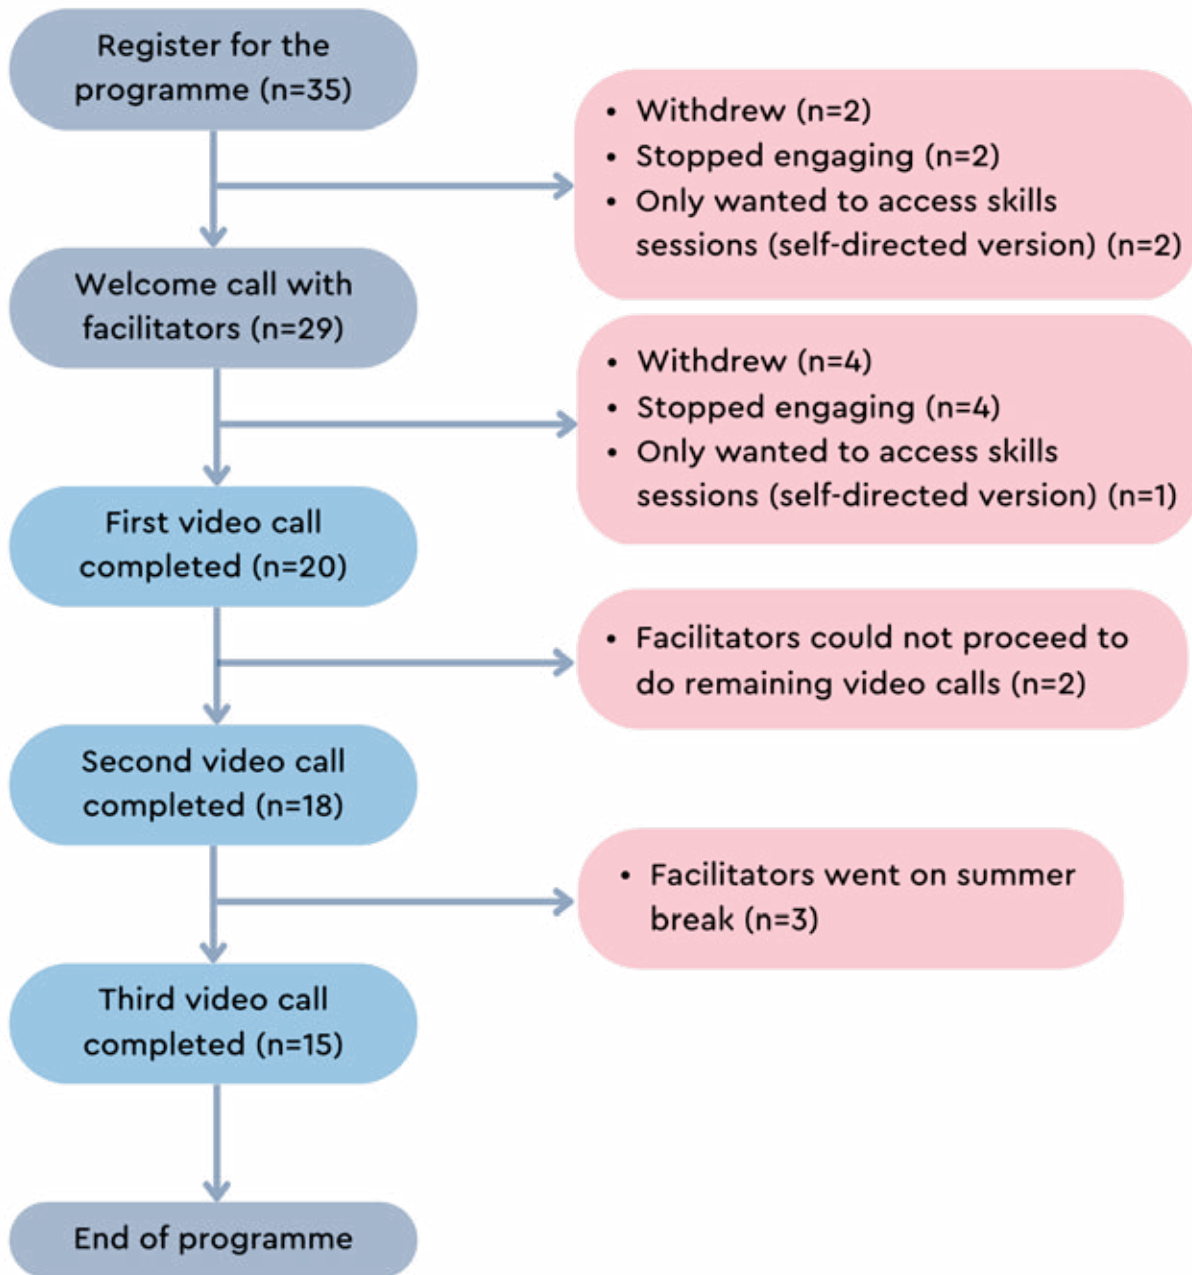 Register for the
programme (n=35)
• Withdrew (n=2)
• Stopped engaging (n=2)
• Only wanted to access skills
sessions (self-directed version) (n=2)
Welcome call with
facilitators (n=29)
• Withdrew (n=4)
• Stopped engaging (n=4)
• Only wanted to access skills
sessions (self-directed version) (n=1)
First video call
completed (n=20)
• Facilitators could not proceed to
do remaining video calls (n=2)
Second video call
completed (n=18)
• Facilitators went on summer
break (n=3)
Third video call
completed (n=15)
End of programme